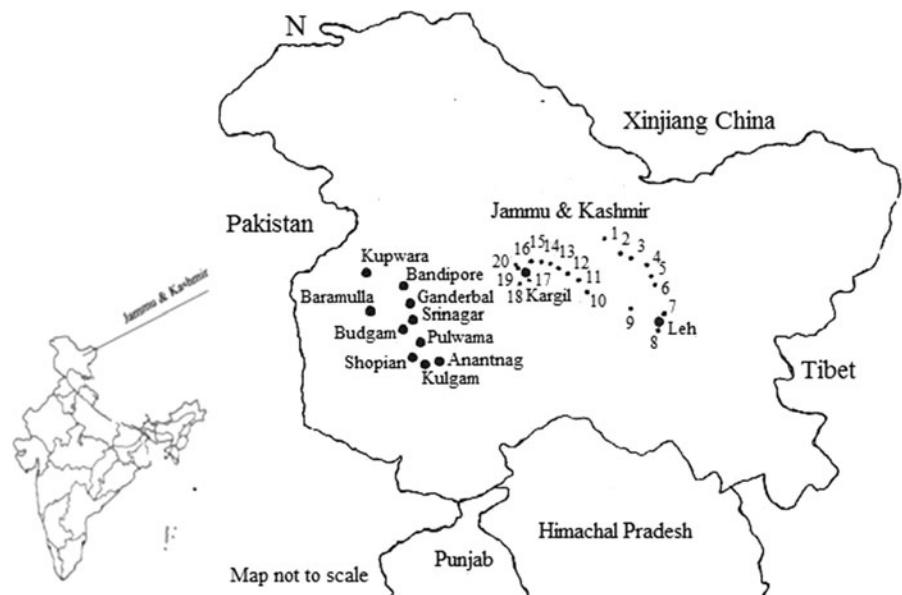 N
Xinjiang China
Pakistan
Jammu & Kashmir
1
2
3
4
5
6
7
8
9
10
11
12
13
14
15
16
17
18
19
20
Kargil
Leh
Kupwara
Bandipore
Baramulla
Ganderbal
Srinagar
Budgam
Pulwama
Shopian
Anantnag
Kulgam
Tibet
Jammu & Kashmir
Himachal Pradesh
Punjab
Map not to scale